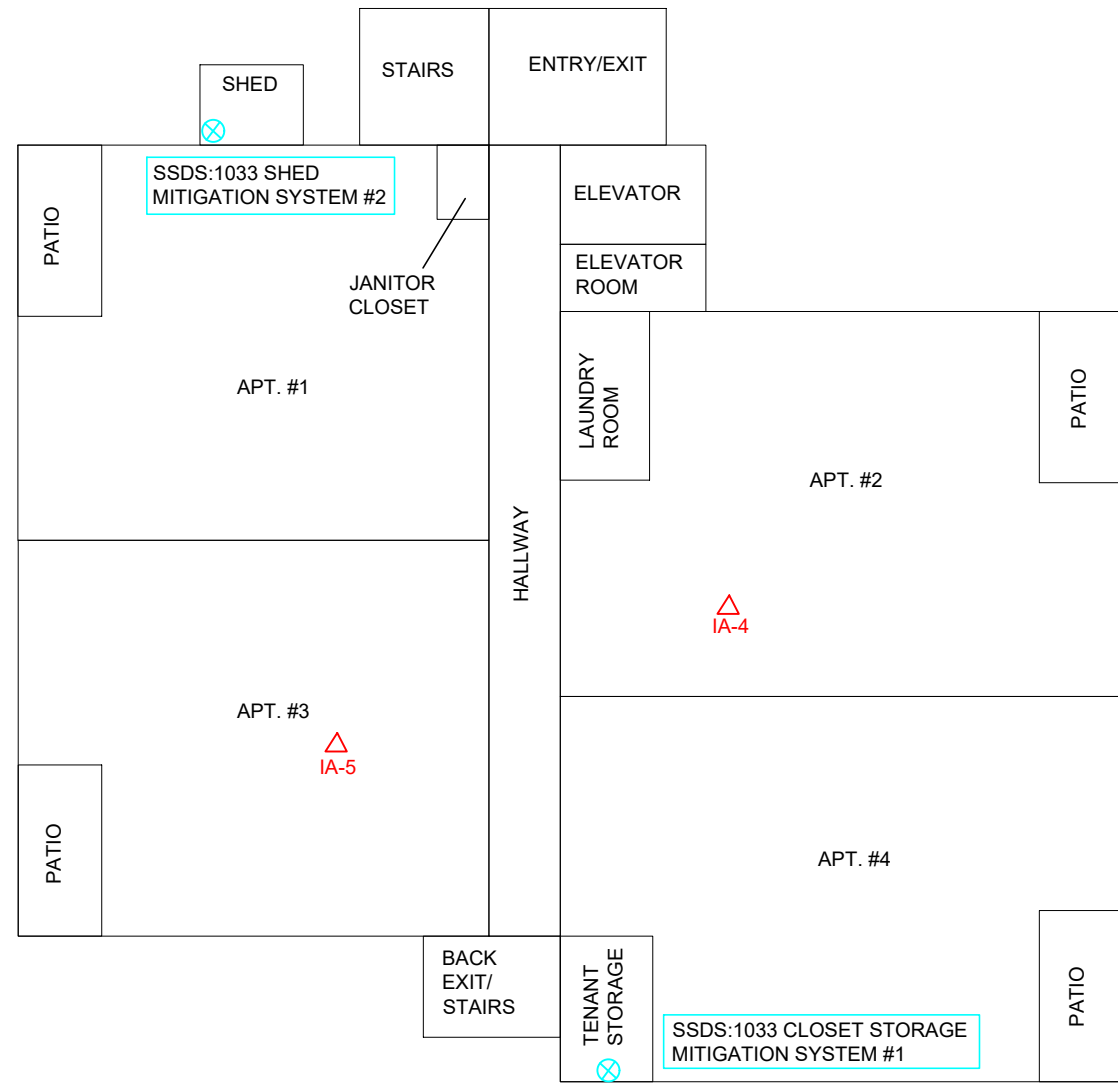 STAIRS
ENTRY/EXIT
SHED
SSDS:1033 SHED
MITIGATION SYSTEM #2
ELEVATOR
PATIO
ELEVATOR
ROOM
JANITOR
CLOSET
APT. #1
LAUNDRY
ROOM
PATIO
APT. #2
HALLWAY
IA-4
APT. #3
IA-5
PATIO
APT. #4
BACK
EXIT/
STAIRS
TENANT
STORAGE
PATIO
SSDS:1033 CLOSET STORAGE
MITIGATION SYSTEM #1